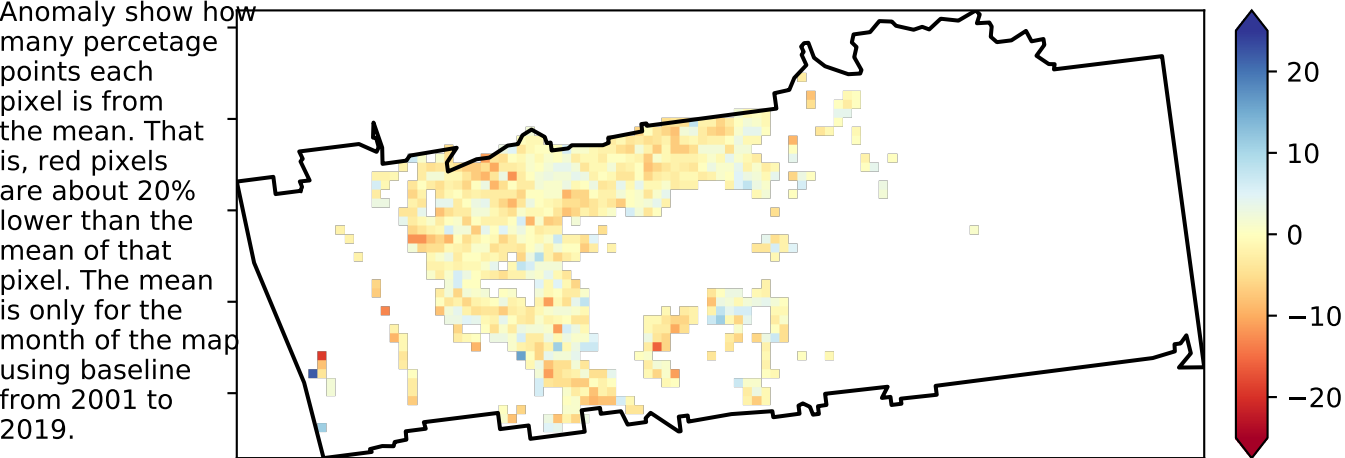 Anomaly show how
many percetage
points each
pixel is from
the mean. That
is, red pixels
are about 20%
lower than the
mean of that
pixel. The mean
is only for the
month of the map
using baseline
from 2001 to
2019.
20
10
0
−10
−20